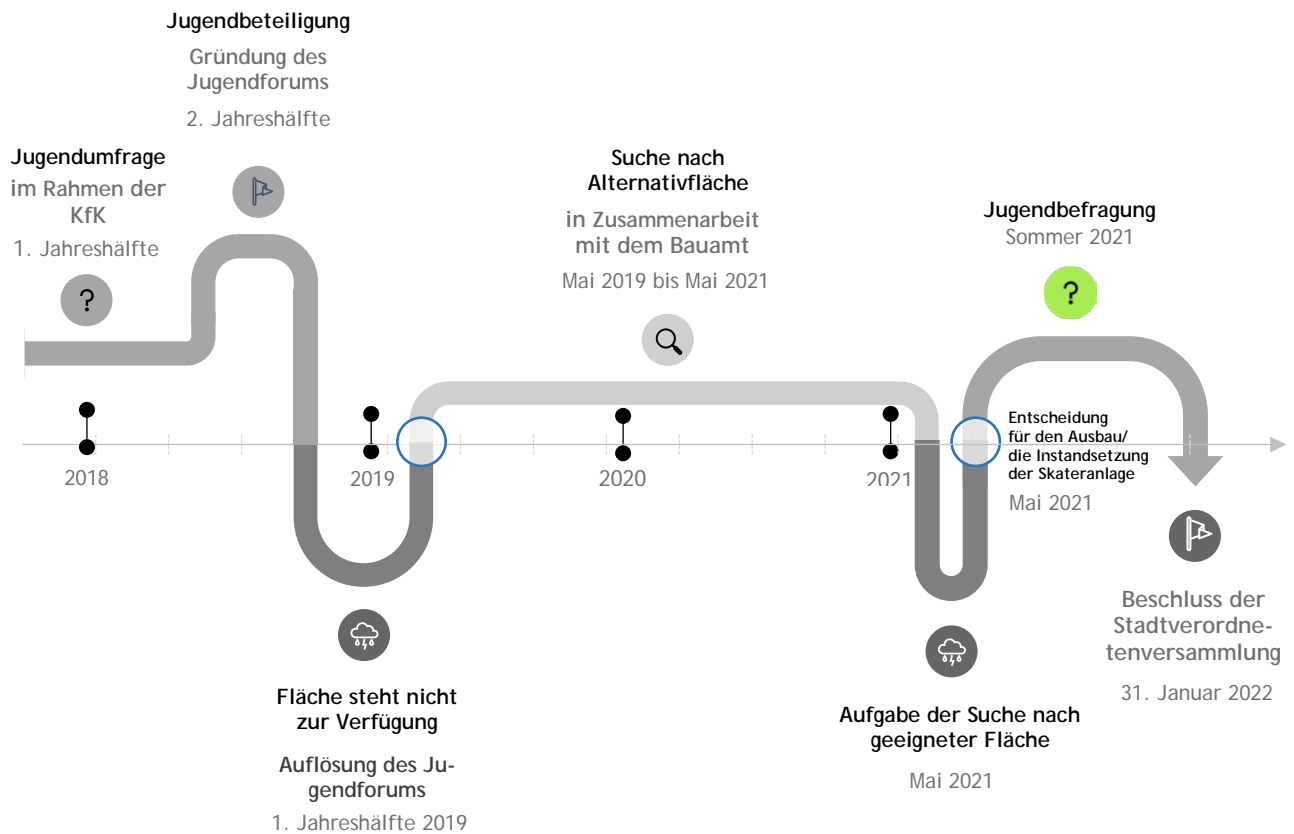 Jugendbeteiligung
Gründung des
Jugendforums
2. Jahreshälfte
Jugendumfrage
im Rahmen der
KfK
1. Jahreshälfte
?
Suche nach
Alternativfläche
in Zusammenarbeit
mit dem Bauamt
Mai 2019 bis Mai 2021
Jugendbefragung
Sommer 2021
?
2018
2019
2020
2021
Entscheidung
für den Ausbau/
die Instandsetzung
der Skateranlage
Mai 2021
Fläche steht nicht
zur Verfügung
Auflösung des Ju-
gendforums
1. Jahreshälfte 2019
Aufgabe der Suche nach
geeigneter Fläche
Mai 2021
Beschluss der
Stadtverordne-
tenversammlung
31. Januar 2022